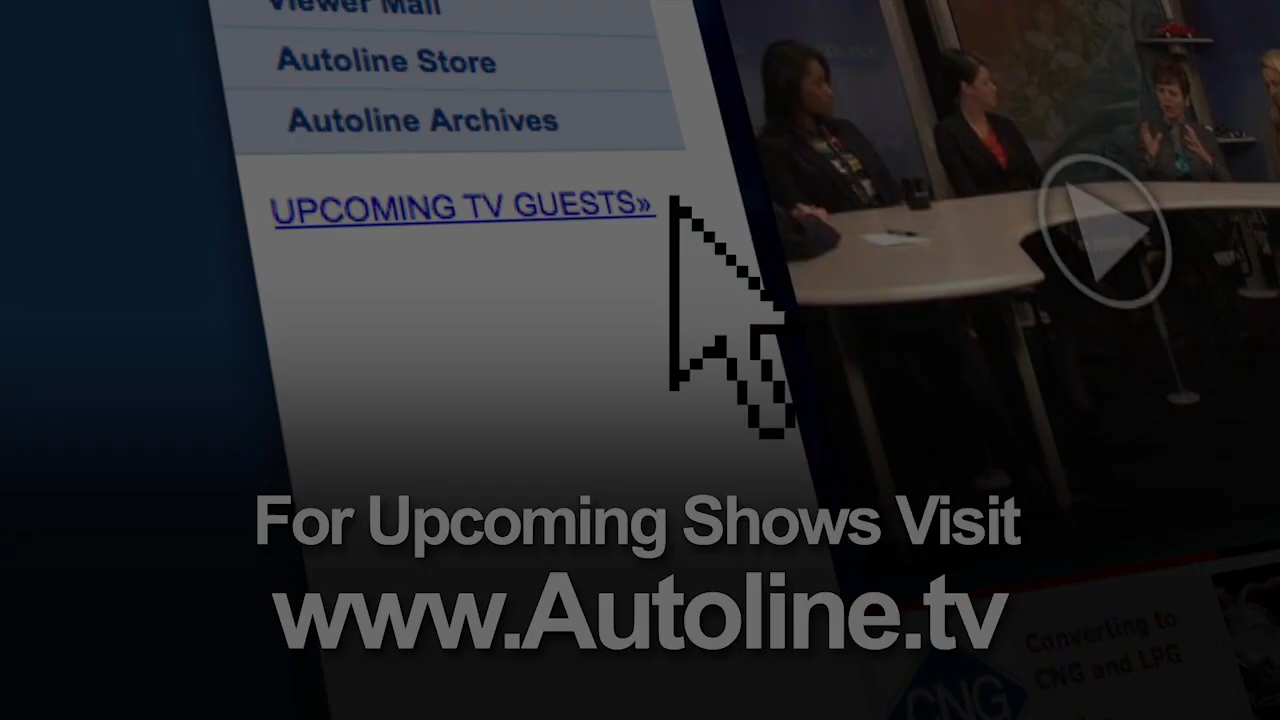 Viewer Mail
Autoline Store
Autoline Archives
UPCOMING TV GUESTS»
For Upcoming Shows Visit
www.Autoline.tv
Converting to
CNG and LPG
CNG